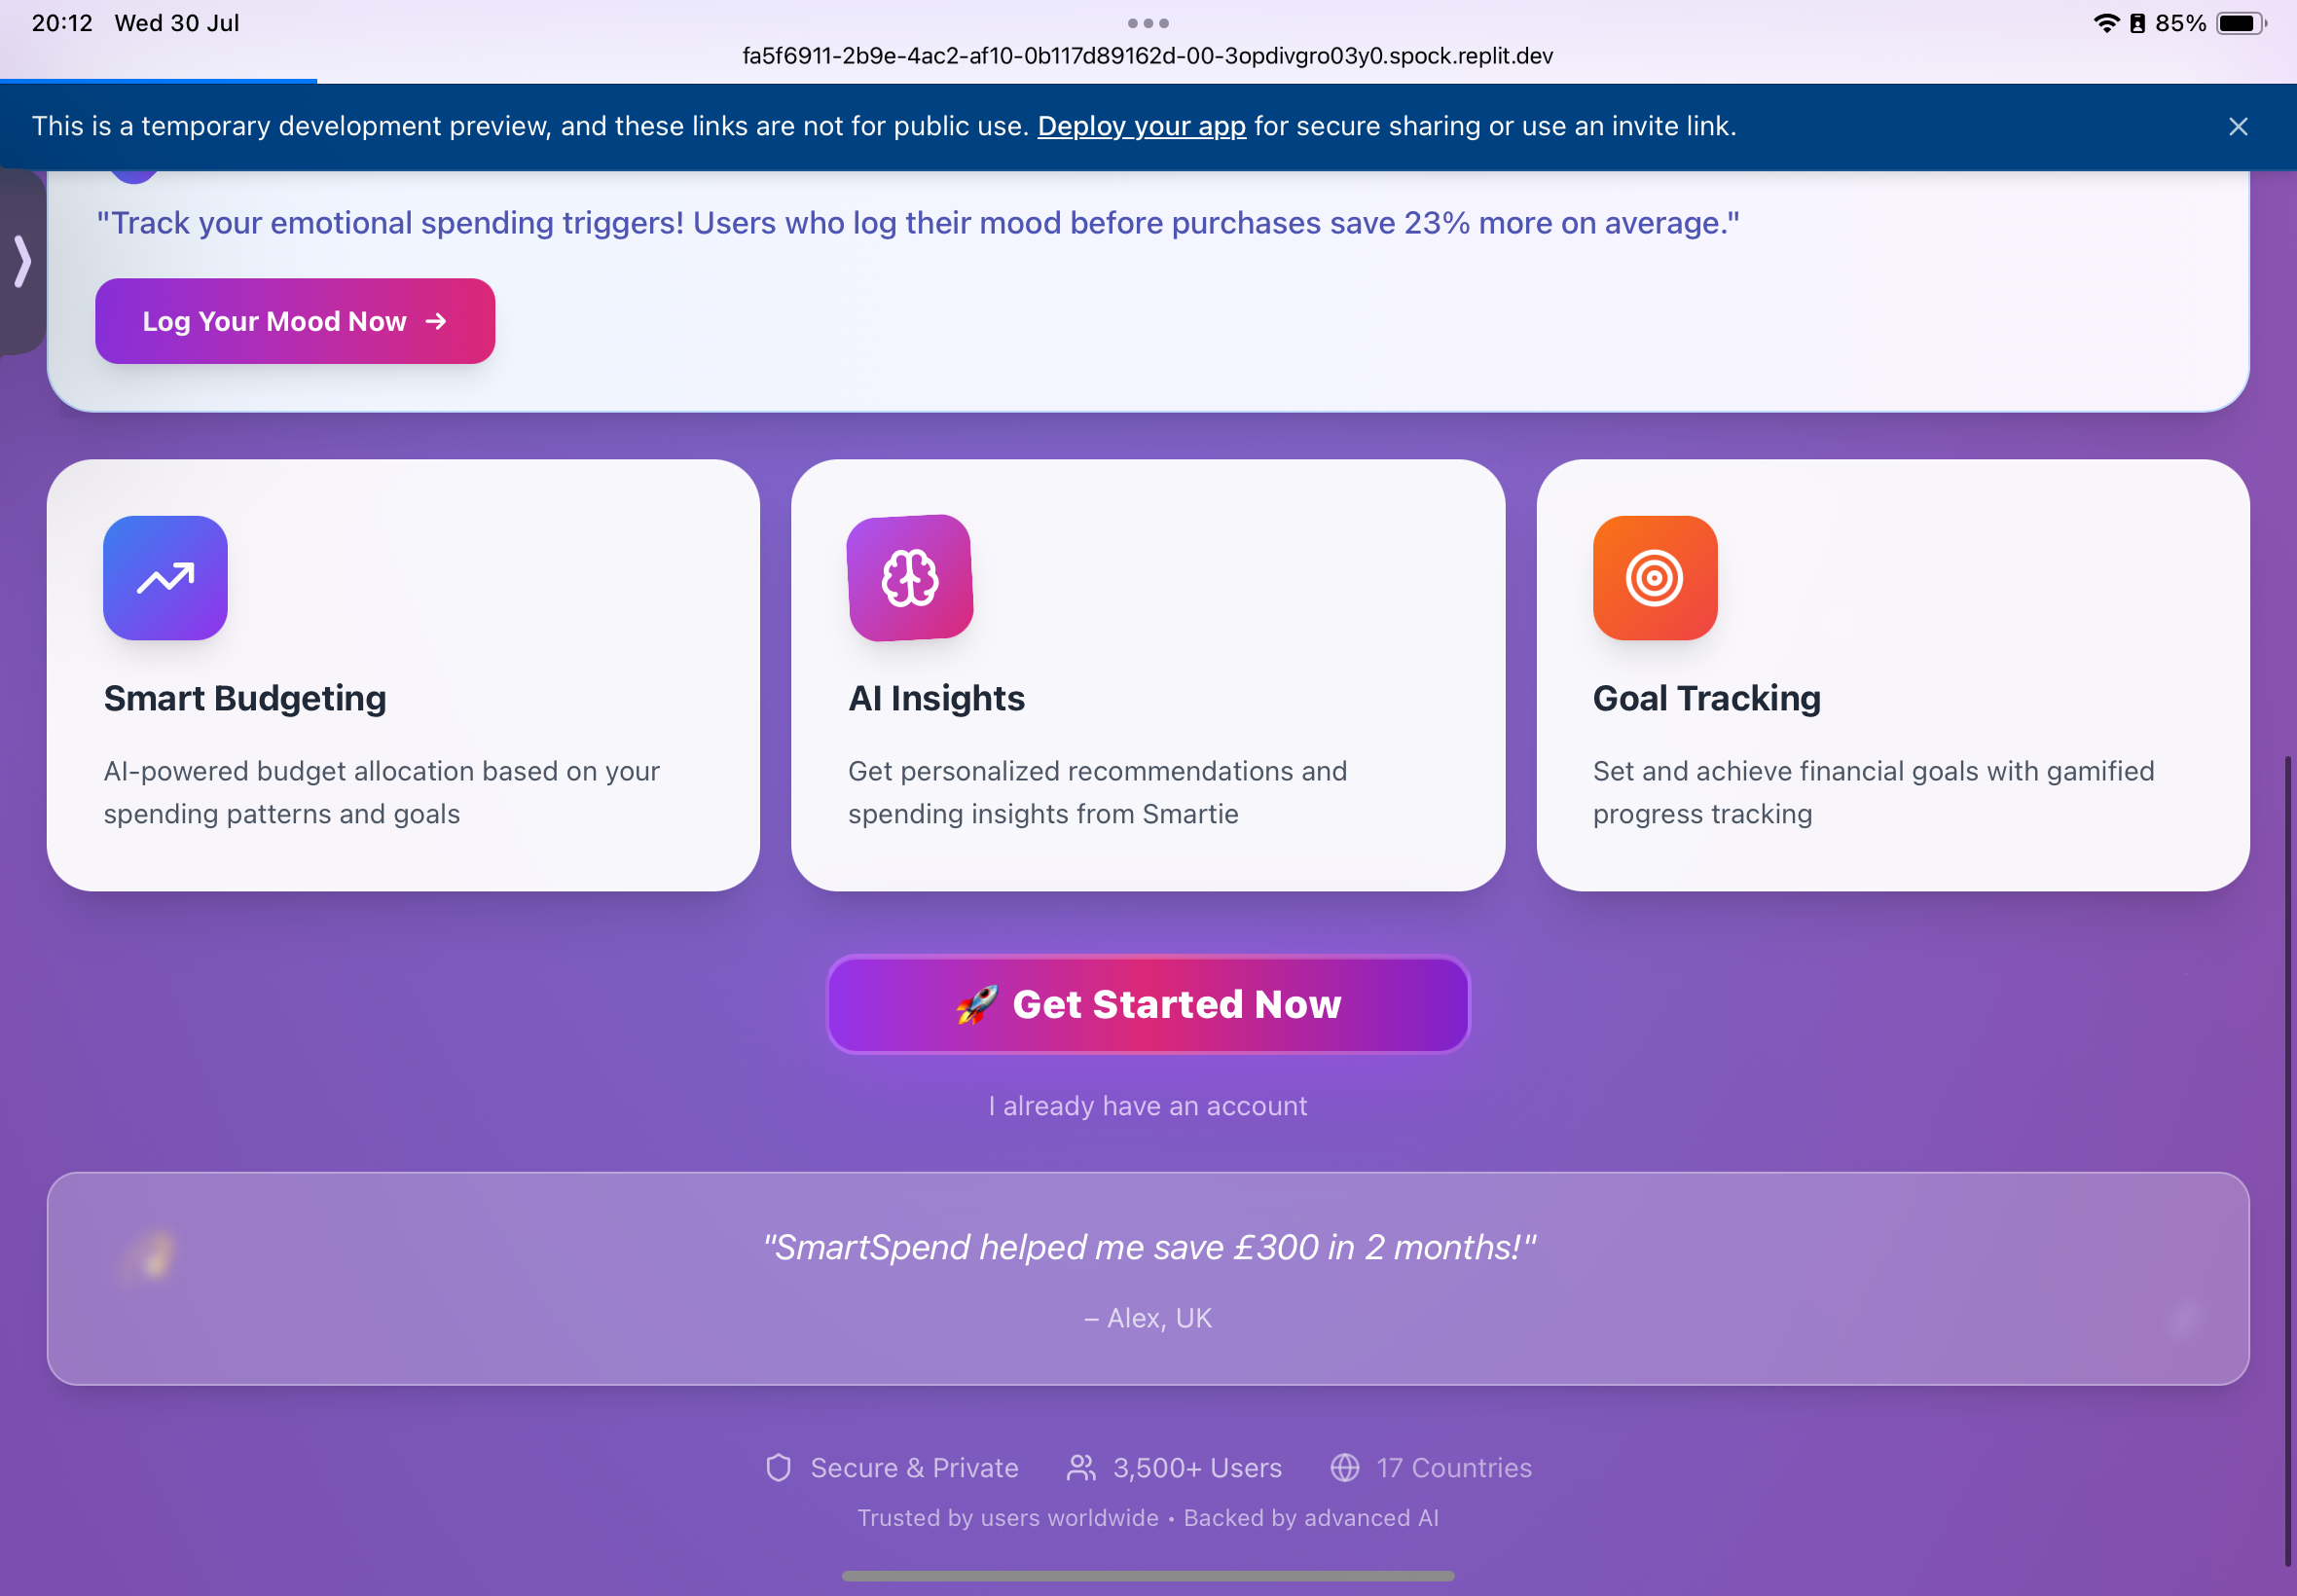 20:12 Wed 30 Jul
85%
fa5f6911-2b9e-4ac2-af10-0b117d89162d-00-3opdivgro03y0.spock.replit.dev
This is a temporary development preview, and these links are not for public use. Deploy your app for secure sharing or use an invite link.
"Track your emotional spending triggers! Users who log their mood before purchases save 23% more on average."
Log Your Mood Now →
Smart Budgeting
AI-powered budget allocation based on your
spending patterns and goals
AI Insights
Get personalized recommendations and
spending insights from Smartie
Goal Tracking
Set and achieve financial goals with gamified
progress tracking
🚀 Get Started Now
I already have an account
"SmartSpend helped me save £300 in 2 months!"
– Alex, UK
Secure & Private
3,500+ Users
17 Countries
Trusted by users worldwide • Backed by advanced AI